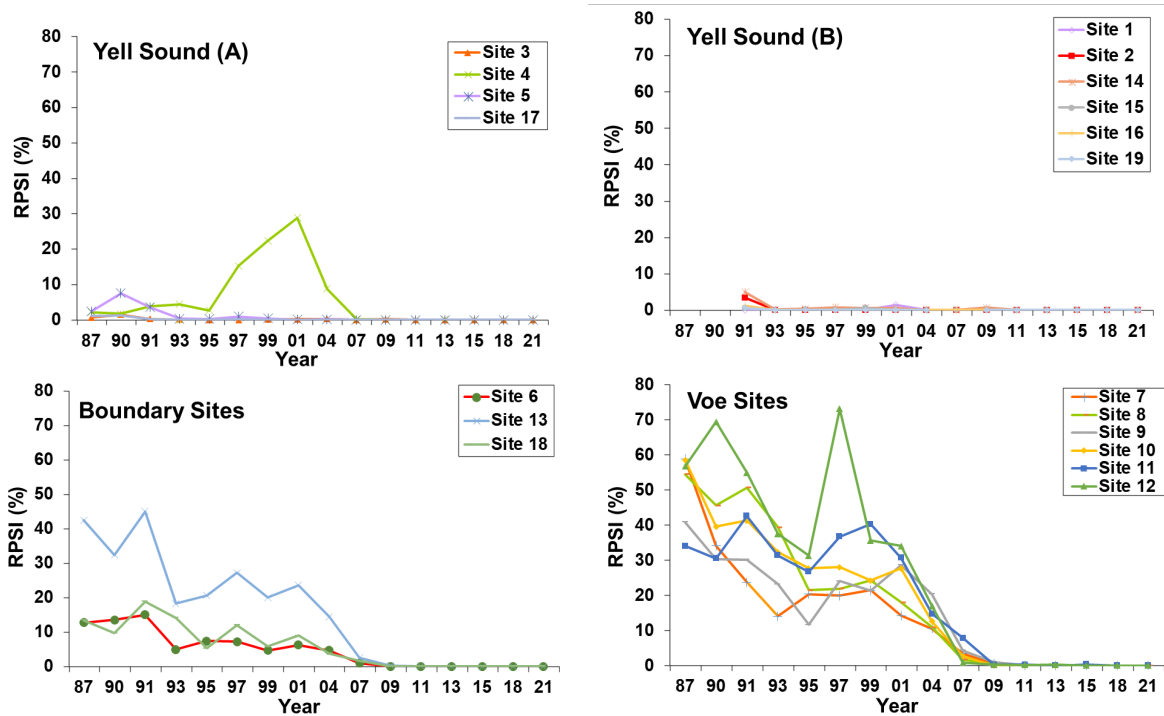 Yell Sound (A)
Site 3
Site 4
Site 5
Site 17
RPSI (%)
80
70
60
50
40
30
20
10
0
87 90 91 93 95 97 99 01 04 07 09 11 13 15 18 21
Year
Yell Sound (B)
Site 1
Site 2
Site 14
Site 15
Site 16
Site 19
RPSI (%)
80
70
60
50
40
30
20
10
0
87 90 91 93 95 97 99 01 04 07 09 11 13 15 18 21
Year
Boundary Sites
Site 6
Site 13
Site 18
RPSI (%)
80
70
60
50
40
30
20
10
0
87 90 91 93 95 97 99 01 04 07 09 11 13 15 18 21
Year
Voe Sites
Site 7
Site 8
Site 9
Site 10
Site 11
Site 12
RPSI (%)
80
70
60
50
40
30
20
10
0
87 90 91 93 95 97 99 01 04 07 09 11 13 15 18 21
Year